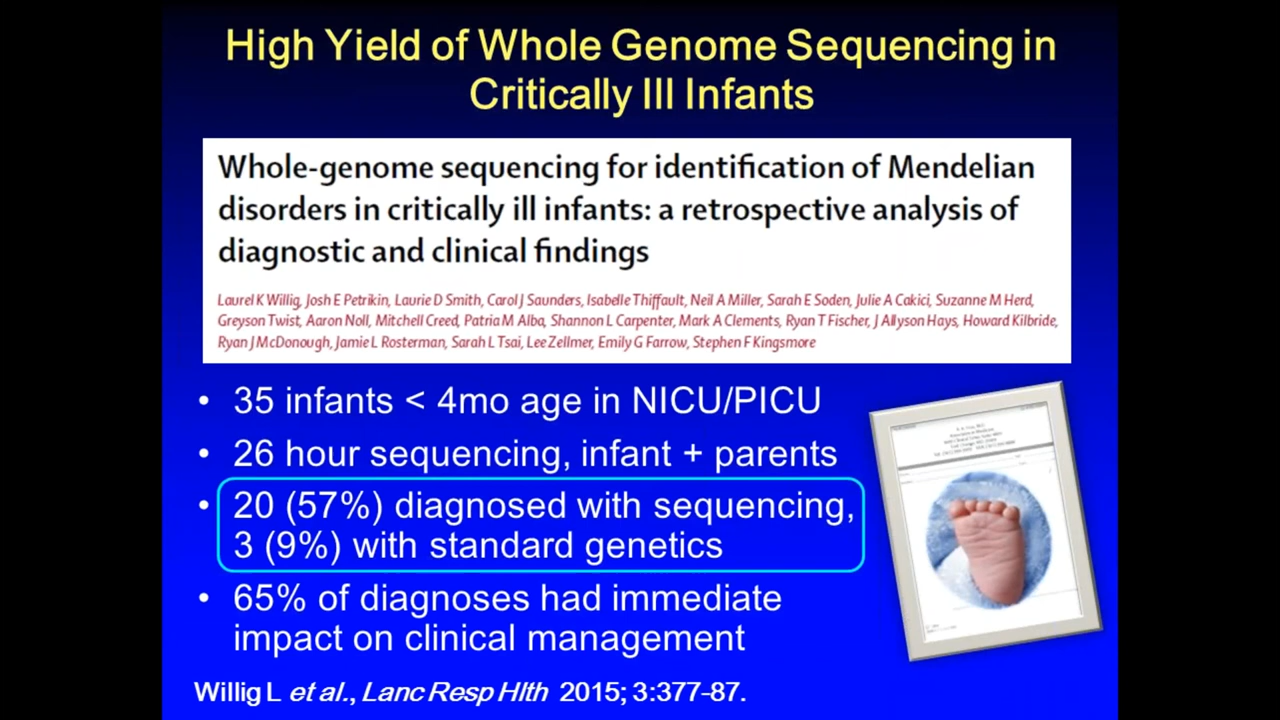 High Yield of Whole Genome Sequencing in
Critically Ill Infants
Whole-genome sequencing for identification of Mendelian
disorders in critically ill infants: a retrospective analysis of
diagnostic and clinical findings
Laurel K Willig, Josh E Petrikin, Laurie D Smith, Carol J Saunders, Isabelle Thiffault, Neil A Miller, Sarah E Soden, Julie A Cakici, Suzanne M Herd,
Greyson Twist, Aaron Noll, Mitchell Creed, Patria M Alba, Shannon L Carpenter, Mark A Clements, Ryan T Fischer, J Allyson Hays, Howard Kilbride,
Ryan J McDonough, Jamie L Rosterman, Sarah L Tsai, Lee Zellmer, Emily G Farrow, Stephen F Kingsmore
• 35 infants < 4mo age in NICU/PICU
• 26 hour sequencing, infant + parents
• 20 (57%) diagnosed with sequencing,
3 (9%) with standard genetics
• 65% of diagnoses had immediate
impact on clinical management
Willig L et al., Lanc Resp Hlth 2015; 3:377-87.